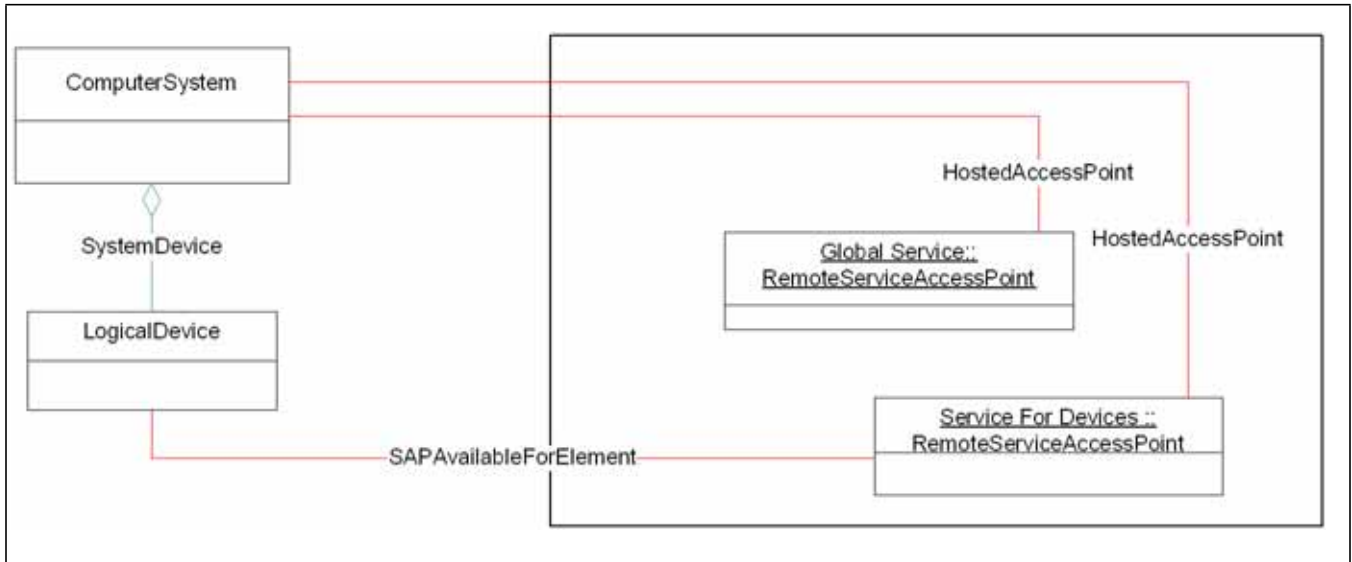 ComputerSystem
HostedAccessPoint
SystemDevice
HostedAccessPoint
Global Service::
RemoteServiceAccessPoint
LogicalDevice
Service For Devices ::
RemoteServiceAccessPoint
SAPAvailableForElement